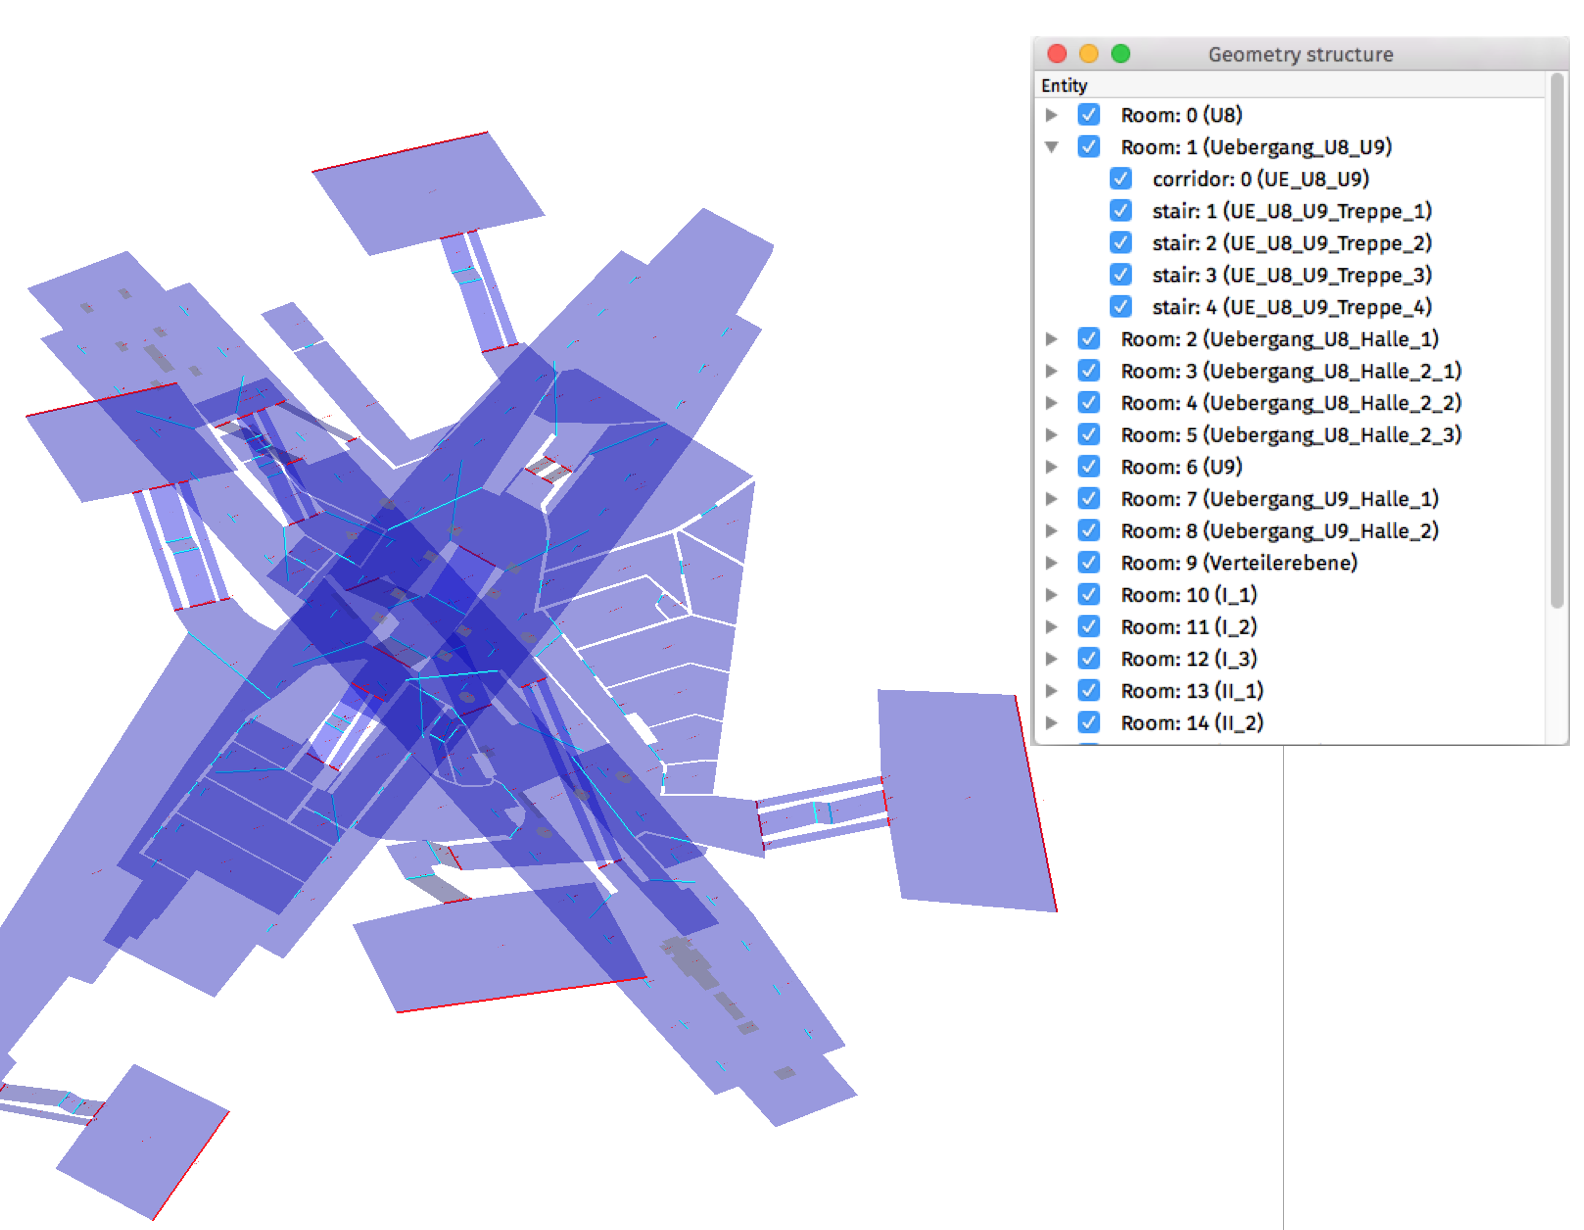 Geometry structure
Entity
Room: 0 (U8)
Room: 1 (Uebergang_U8_U9)
corridor: 0 (UE_U8_U9)
stair: 1 (UE_U8_U9_Treppe_1)
stair: 2 (UE_U8_U9_Treppe_2)
stair: 3 (UE_U8_U9_Treppe_3)
stair: 4 (UE_U8_U9_Treppe_4)
Room: 2 (Uebergang_U8_Halle_1)
Room: 3 (Uebergang_U8_Halle_2_1)
Room: 4 (Uebergang_U8_Halle_2_2)
Room: 5 (Uebergang_U8_Halle_2_3)
Room: 6 (U9)
Room: 7 (Uebergang_U9_Halle_1)
Room: 8 (Uebergang_U9_Halle_2)
Room: 9 (Verteilerebene)
Room: 10 (I_1)
Room: 11 (I_2)
Room: 12 (I_3)
Room: 13 (II_1)
Room: 14 (II_2)